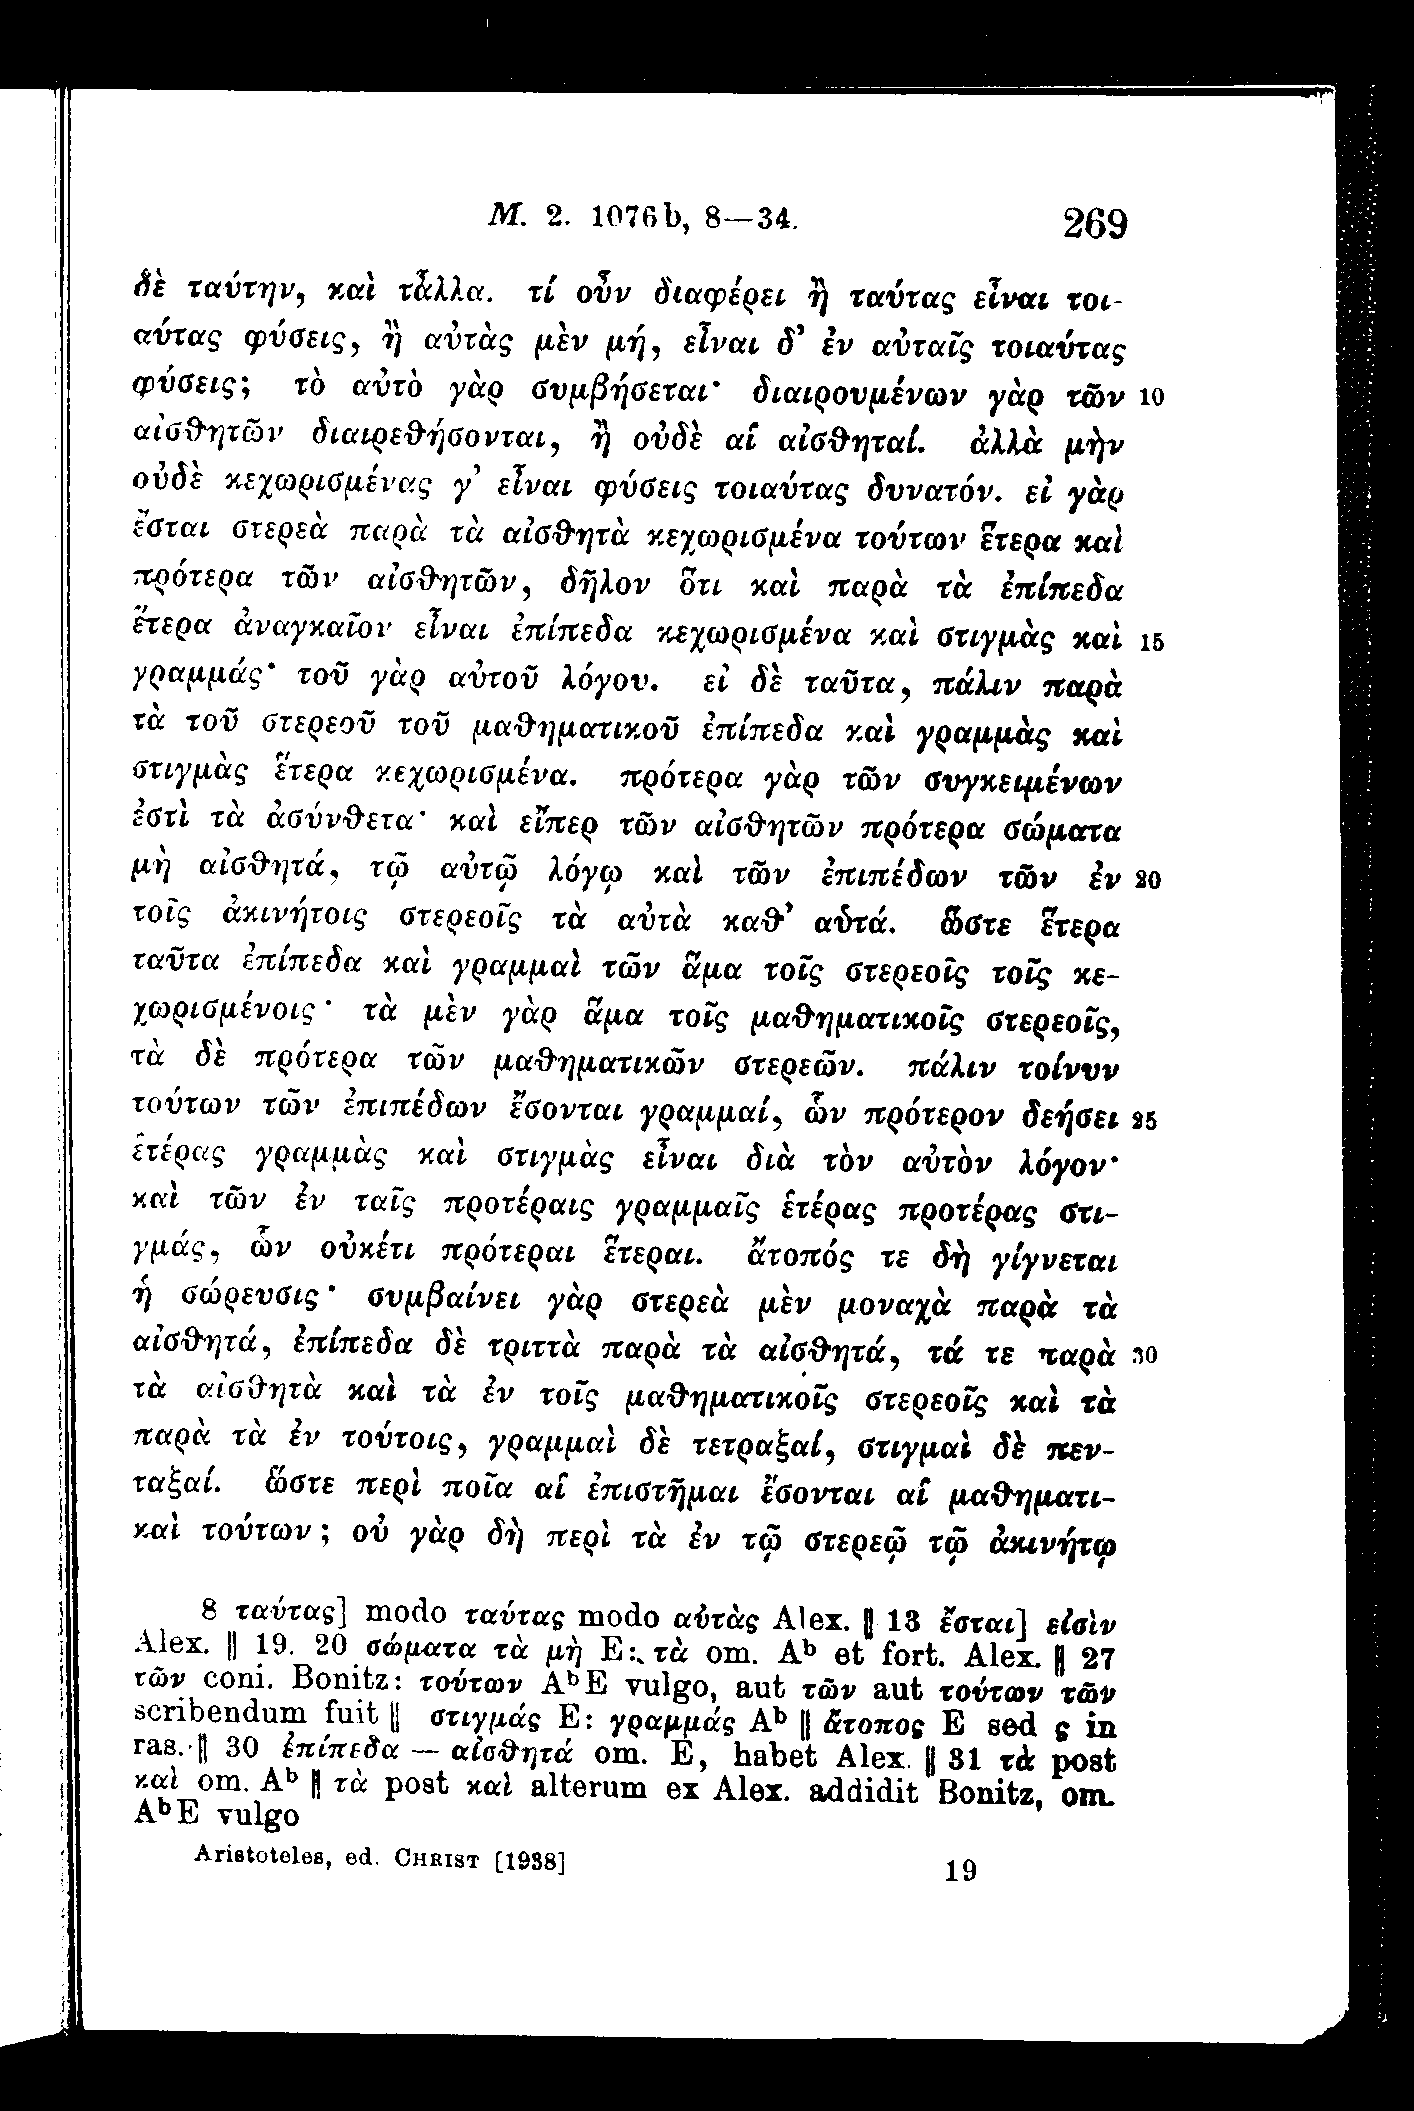 M. 2. 1076 b, 8—34. 269
δὲ ταύτην, καὶ τἆλλα. τί οὖν διαφέρει ἢ ταύτας εἶναι τοι-
αύτας φύσεις, ἢ αὐτὰς μὲν μή, εἶναι δ’ ἐν αὐταῖς τοιαύτας
φύσεις; τὸ αὐτὸ γὰρ συμβήσεται· διαιρουμένων γὰρ τῶν 10
αἰσθητῶν διαιρεθήσονται, ἢ οὐδὲ αἱ αἰσθηταί. ἀλλὰ μὴν
οὐδὲ κεχωρισμένας γ’ εἶναι φύσεις τοιαύτας δυνατόν. εἰ γὰρ
ἔσται στερεὰ παρὰ τὰ αἰσθητὰ κεχωρισμένα τούτων ἕτερα καὶ
πρότερα τῶν αἰσθητῶν, δῆλον ὅτι καὶ παρὰ τὰ ἐπίπεδα
ἕτερα ἀναγκαῖον εἶναι ἐπίπεδα κεχωρισμένα καὶ στιγμὰς καὶ 15
γραμμάς· τοῦ γὰρ αὐτοῦ λόγου. εἰ δὲ ταῦτα, πάλιν παρὰ
τὰ τοῦ στερεοῦ τοῦ μαθηματικοῦ ἐπίπεδα καὶ γραμμὰς καὶ
στιγμὰς ἕτερα κεχωρισμένα. πρότερα γὰρ τῶν συγκειμένων
ἐστὶ τὰ ἀσύνθετα· καὶ εἴπερ τῶν αἰσθητῶν πρότερα σώματα
μὴ αἰσθητά, τῷ αὐτῷ λόγῳ καὶ τῶν ἐπιπέδων τῶν ἐν 20
τοῖς ἀκινήτοις στερεοῖς τὰ αὐτὰ καθ’ αὑτά. ὥστε ἕτερα
ταῦτα ἐπίπεδα καὶ γραμμαὶ τῶν ἅμα τοῖς στερεοῖς τοῖς κε-
χωρισμένοις· τὰ μὲν γὰρ ἅμα τοῖς μαθηματικοῖς στερεοῖς,
τὰ δὲ πρότερα τῶν μαθηματικῶν στερεῶν. πάλιν τοίνυν
τούτων τῶν ἐπιπέδων ἔσονται γραμμαί, ὧν πρότερον δεήσει 25
ἑτέρας γραμμὰς καὶ στιγμὰς εἶναι διὰ τὸν αὐτὸν λόγον·
καὶ τῶν ἐν ταῖς προτέραις γραμμαῖς ἑτέρας προτέρας στι-
γμάς, ὧν οὐκέτι πρότεραι ἕτεραι. ἄτοπός τε δὴ γίγνεται
ἡ σώρευσις· συμβαίνει γὰρ στερεὰ μὲν μοναχὰ παρὰ τὰ
αἰσθητά, ἐπίπεδα δὲ τριττὰ παρὰ τὰ αἰσθητά, τά τε παρὰ 30
τὰ αἰσθητὰ καὶ τὰ ἐν τοῖς μαθηματικοῖς στερεοῖς καὶ τὰ
παρὰ τὰ ἐν τούτοις, γραμμαὶ δὲ τετραξαί, στιγμαὶ δὲ πεν-
ταξαί. ὥστε περὶ ποῖα αἱ ἐπιστῆμαι ἔσονται αἱ μαθηματι-
καὶ τούτων; οὐ γὰρ δὴ περὶ τὰ ἐν τῷ στερεῷ τῷ ἀκινήτῳ
8 ταύτας] modo ταύτας modo αὐτὰς Alex. || 13 ἔσται] εἰσὶν
Alex. || 19. 20 σώματα τὰ μὴ E: τὰ om. Aᵇ et fort. Alex. || 27
τῶν coni. Bonitz: τούτων AᵇE vulgo, aut τῶν aut τούτων τῶν
scribendum fuit || στιγμάς E: γραμμάς Aᵇ || ἄτοπος E sed ς in
ras. || 30 ἐπίπεδα — αἰσθητά om. E, habet Alex. || 31 τὰ post
καὶ om. Aᵇ || τὰ post καὶ alterum ex Alex. addidit Bonitz, om.
AᵇE vulgo
Aristoteles, ed. CHRIST [1938] 19